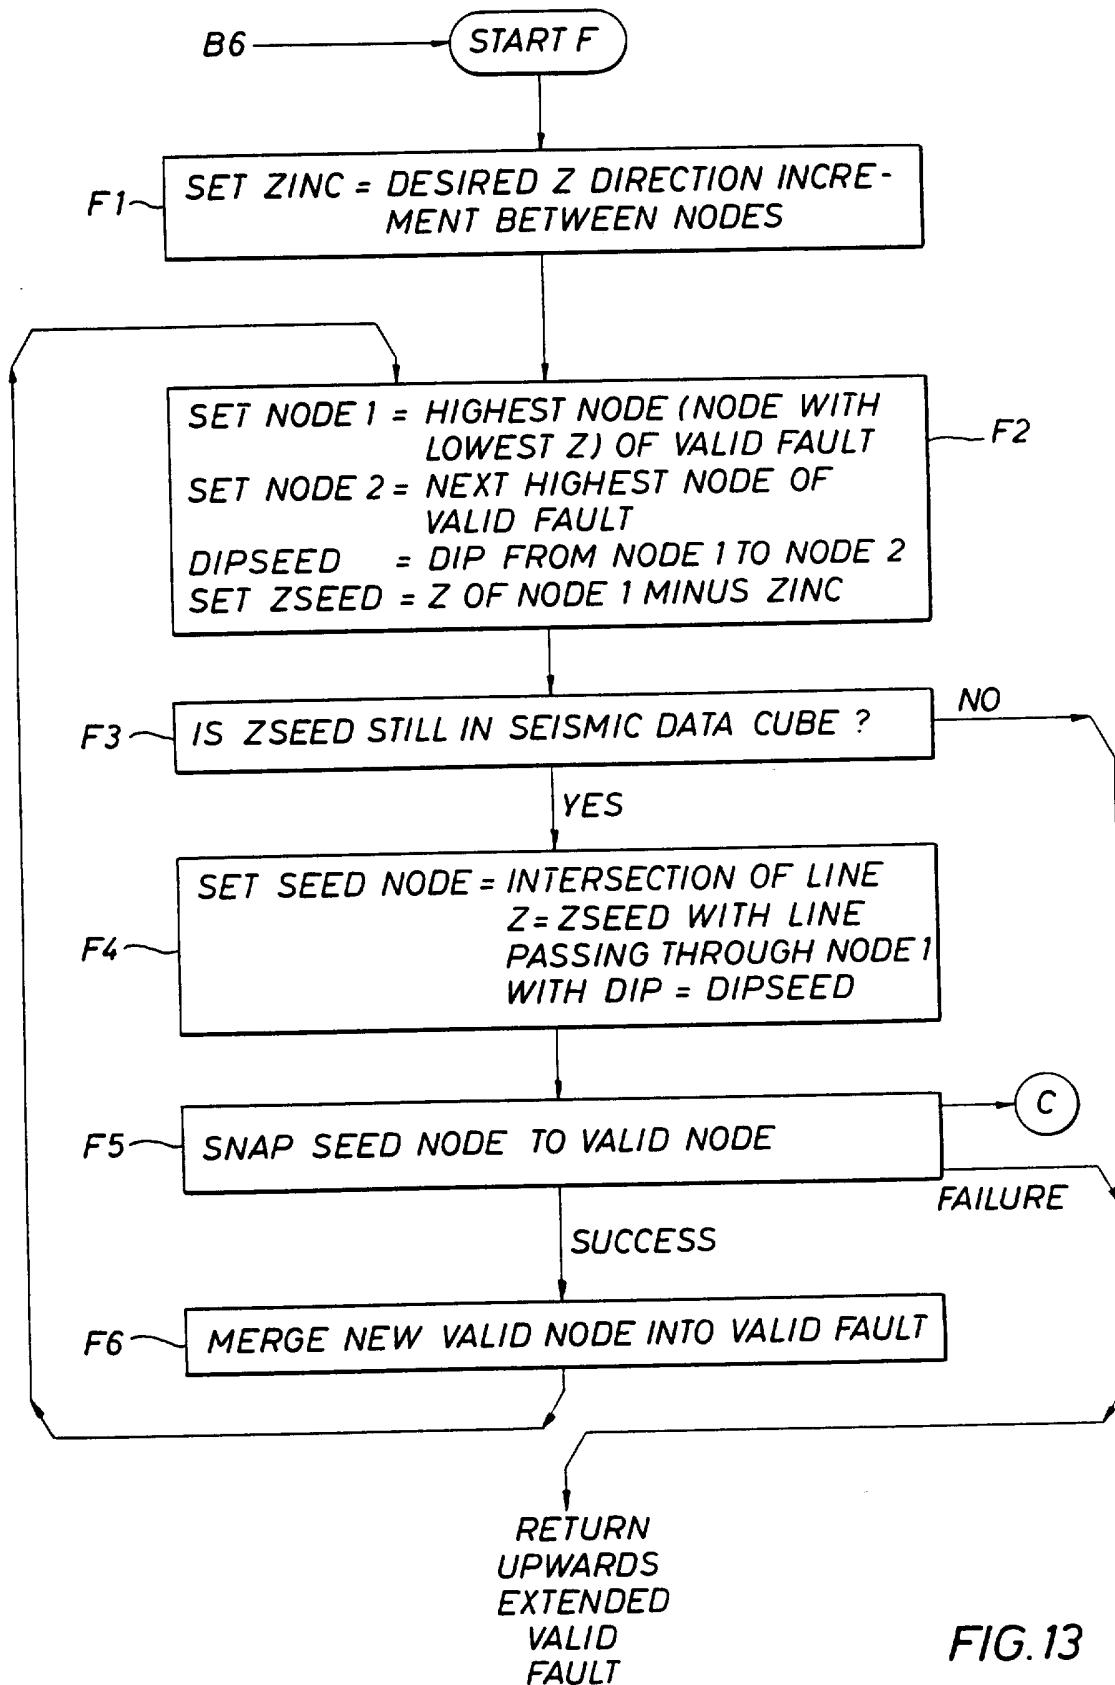 B6
START F
F1
SET ZINC = DESIRED Z DIRECTION INCRE-
MENT BETWEEN NODES
SET NODE 1 = HIGHEST NODE (NODE WITH
LOWEST Z) OF VALID FAULT
SET NODE 2 = NEXT HIGHEST NODE OF
VALID FAULT
DIPSEED = DIP FROM NODE 1 TO NODE 2
SET ZSEED = Z OF NODE 1 MINUS ZINC
F2
F3
IS ZSEED STILL IN SEISMIC DATA CUBE ?
NO
YES
F4
SET SEED NODE = INTERSECTION OF LINE
Z = ZSEED WITH LINE
PASSING THROUGH NODE 1
WITH DIP = DIPSEED
F5
SNAP SEED NODE TO VALID NODE
C
FAILURE
SUCCESS
F6
MERGE NEW VALID NODE INTO VALID FAULT
RETURN
UPWARDS
EXTENDED
VALID
FAULT
FIG. 13